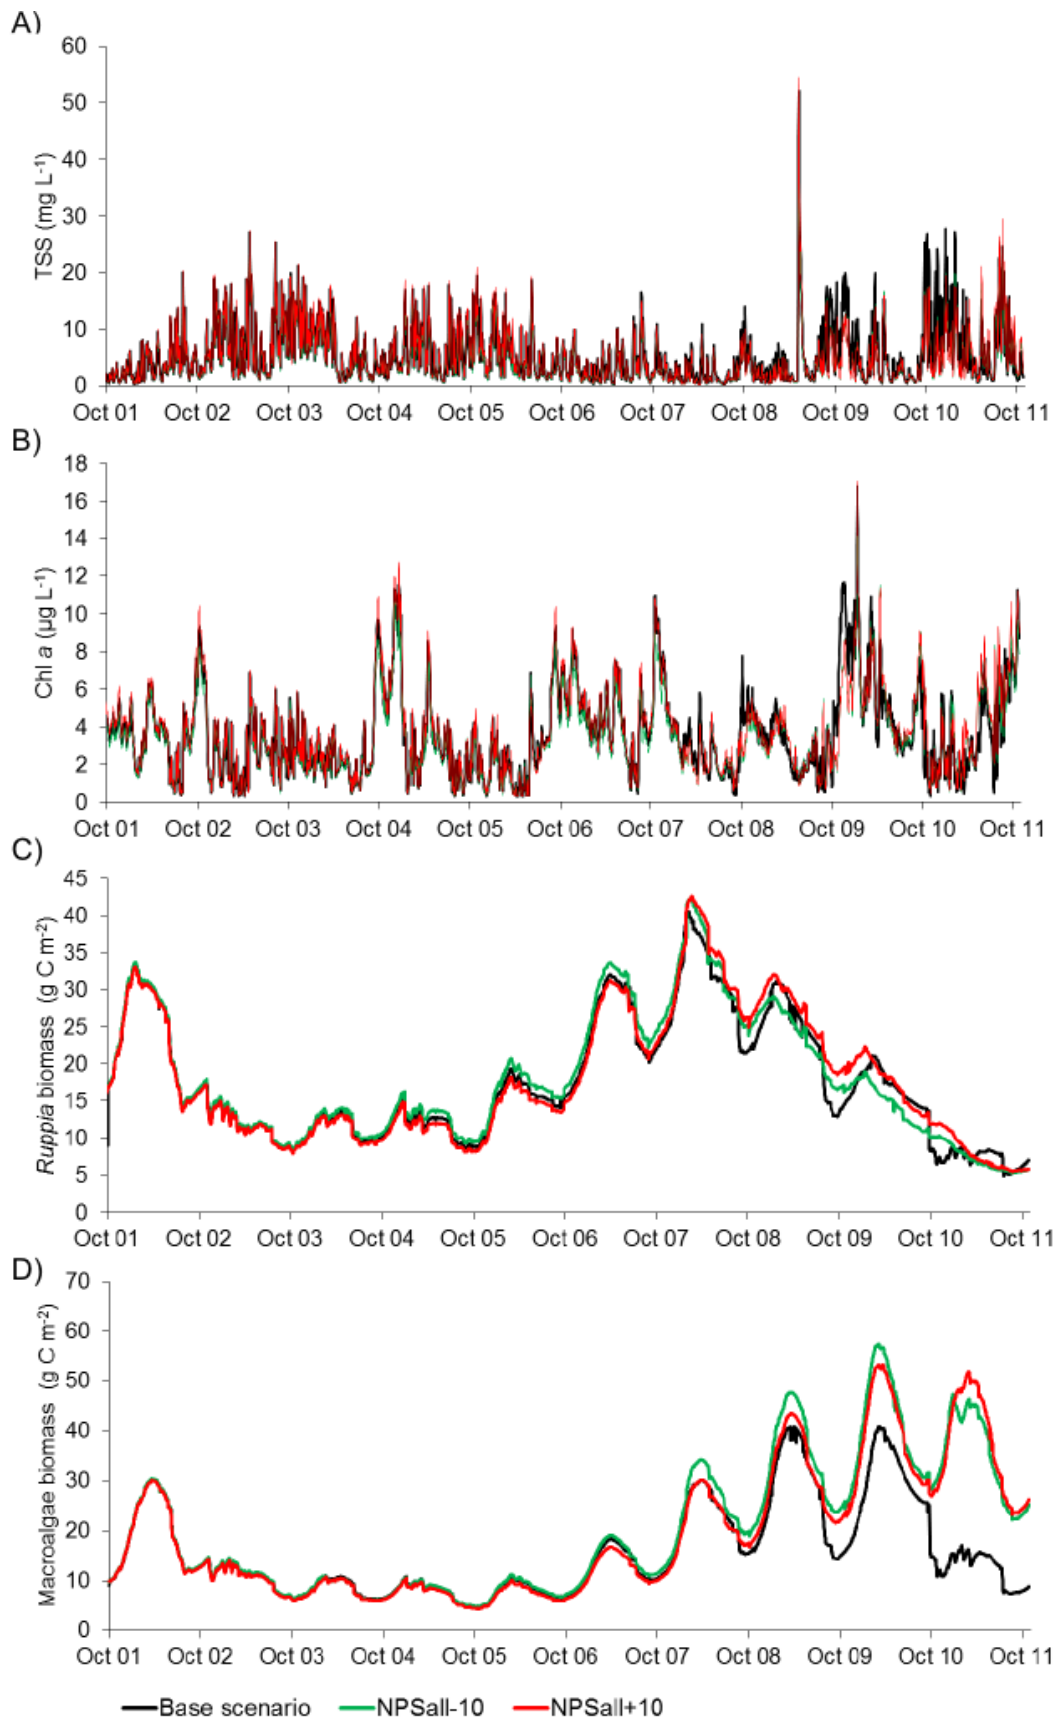 A)
TSS (mg L-1)
60
50
40
30
20
10
0
Oct 01 Oct 02 Oct 03 Oct 04 Oct 05 Oct 06 Oct 07 Oct 08 Oct 09 Oct 10 Oct 11
B)
Chl a (µg L-1)
18
16
14
12
10
8
6
4
2
0
Oct 01 Oct 02 Oct 03 Oct 04 Oct 05 Oct 06 Oct 07 Oct 08 Oct 09 Oct 10 Oct 11
C)
Ruppia biomass (g C m-2)
45
40
35
30
25
20
15
10
5
0
Oct 01 Oct 02 Oct 03 Oct 04 Oct 05 Oct 06 Oct 07 Oct 08 Oct 09 Oct 10 Oct 11
D)
Macroalgae biomass (g C m-2)
70
60
50
40
30
20
10
0
Oct 01 Oct 02 Oct 03 Oct 04 Oct 05 Oct 06 Oct 07 Oct 08 Oct 09 Oct 10 Oct 11
Base scenario NPSall-10 NPSall+10